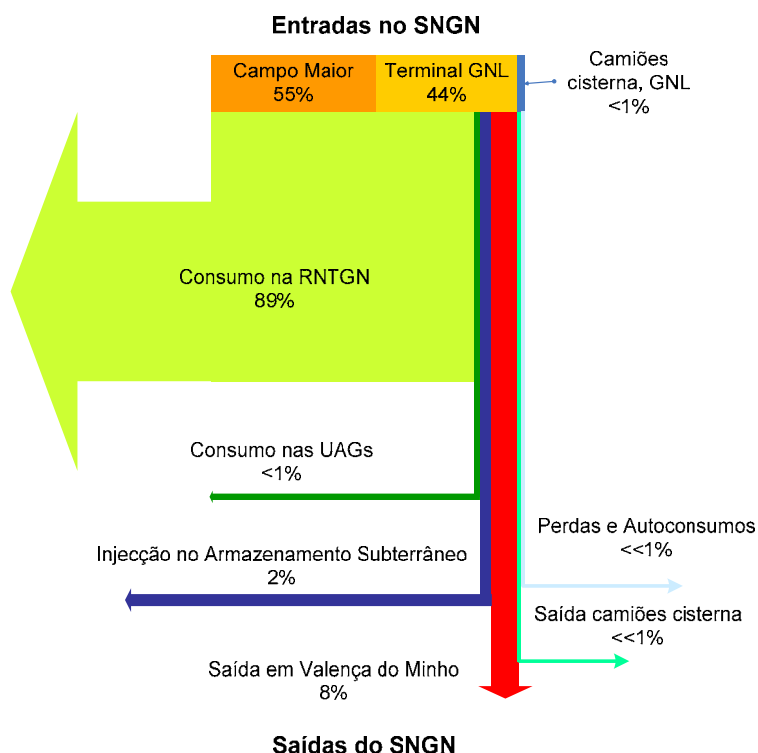 Entradas no SNGN
Campo Maior
55%
Terminal GNL
44%
Camiões
cisterna, GNL
<1%
Consumo na RNTGN
89%
Consumo nas UAGs
<1%
Perdas e Autoconsumos
<<1%
Injecção no Armazenamento Subterrâneo
2%
Saída camiões cisterna
<<1%
Saída em Valença do Minho
8%
Saídas do SNGN